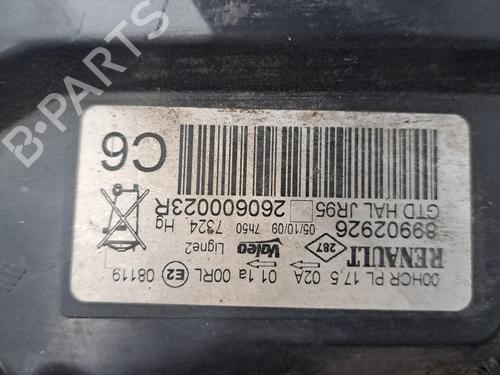 00HCR PL 17,5 02A 01 1a 00RL E2 08119
RENAULT 287 Valeo
Ligne2
89902926 05/10/09 7h50 7324 Hg
GTD HAL JR95 260600023R
C6
B-PARTS